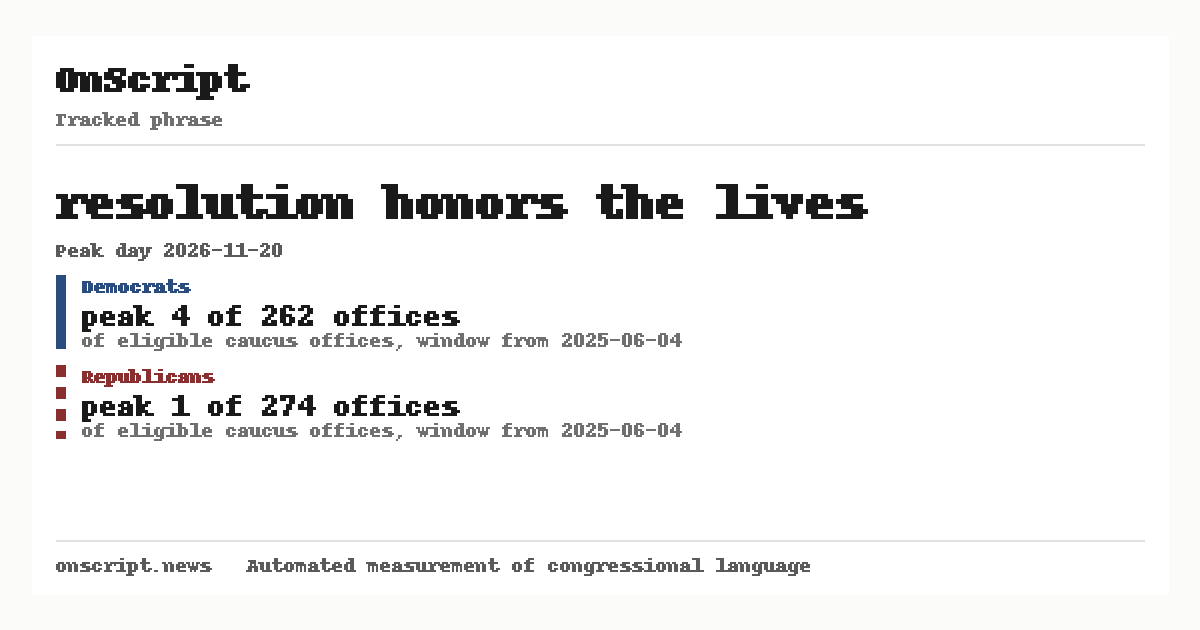 OnScript
Tracked phrase
resolution honors the lives
Peak day 2026-11-20
Democrats
peak 4 of 262 offices
of eligible caucus offices, window from 2025-06-04
Republicans
peak 1 of 274 offices
of eligible caucus offices, window from 2025-06-04
onscript.news   Automated measurement of congressional language